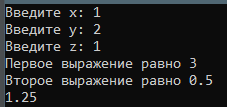 Введите x: 1
Введите y: 2
Введите z: 1
Первое выражение равно 3
Второе выражение равно 0.5
1.25